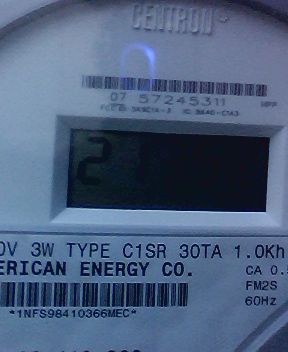 CENTRON
07 57245311
2
0V 3W TYPE C1SR 30TA 1.0Kh
ERICAN ENERGY CO.
CA 0.5
FM2S
60Hz
*1NFS98410366MEC*